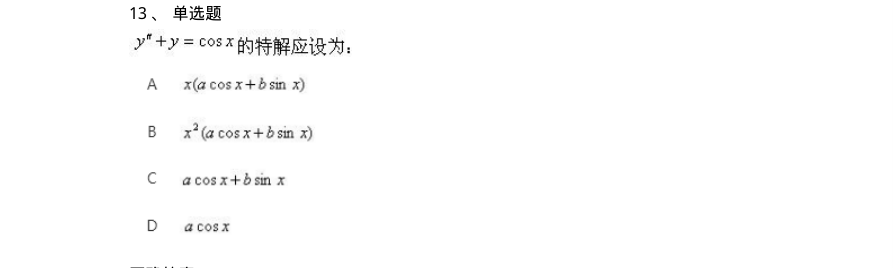 13 、 单选题
y″+y = cos x 的特解应设为：
A x(a cos x+b sin x)
B x²(a cos x+b sin x)
C a cos x+b sin x
D a cos x